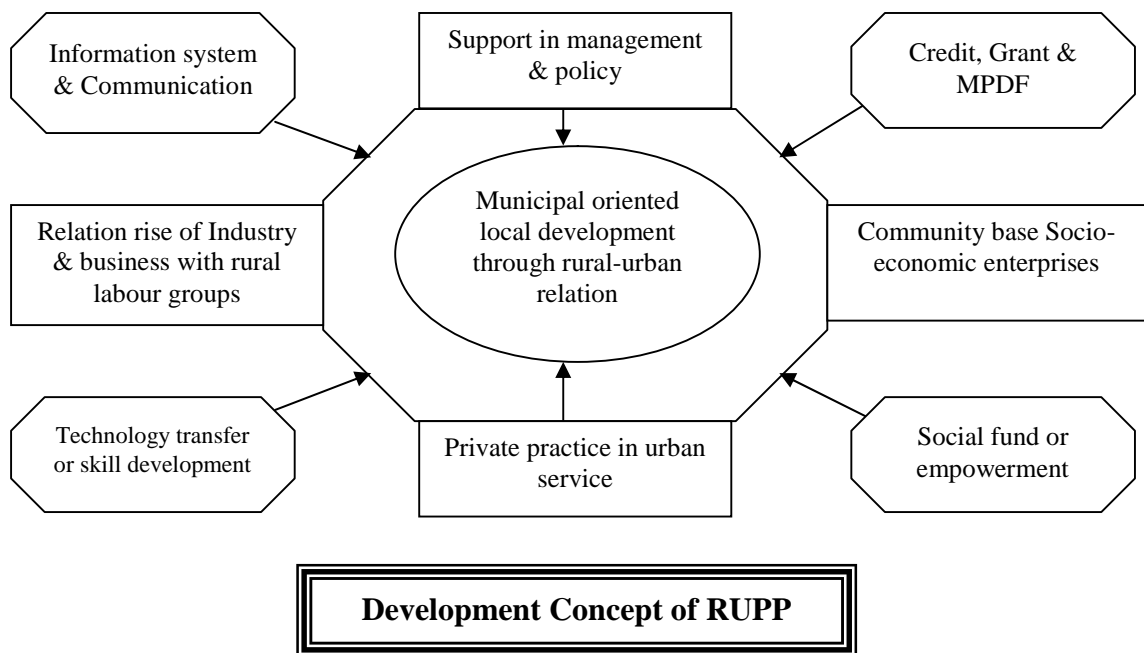 Information system
& Communication
Support in management
& policy
Credit, Grant &
MPDF
Relation rise of Industry
& business with rural
labour groups
Municipal oriented
local development
through rural-urban
relation
Community base Socio-
economic enterprises
Technology transfer
or skill development
Private practice in urban
service
Social fund or
empowerment
Development Concept of RUPP